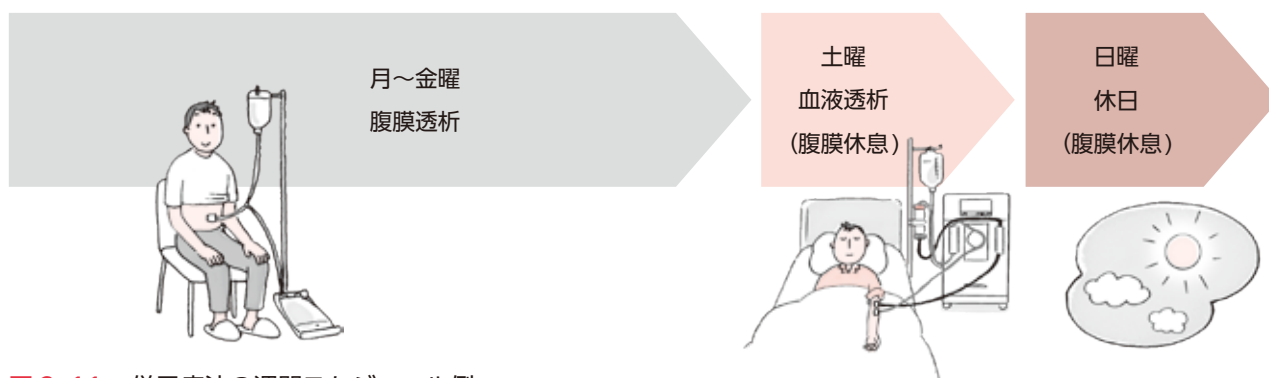 月〜金曜
腹膜透析
土曜
血液透析
（腹膜休息）
日曜
休日
（腹膜休息）